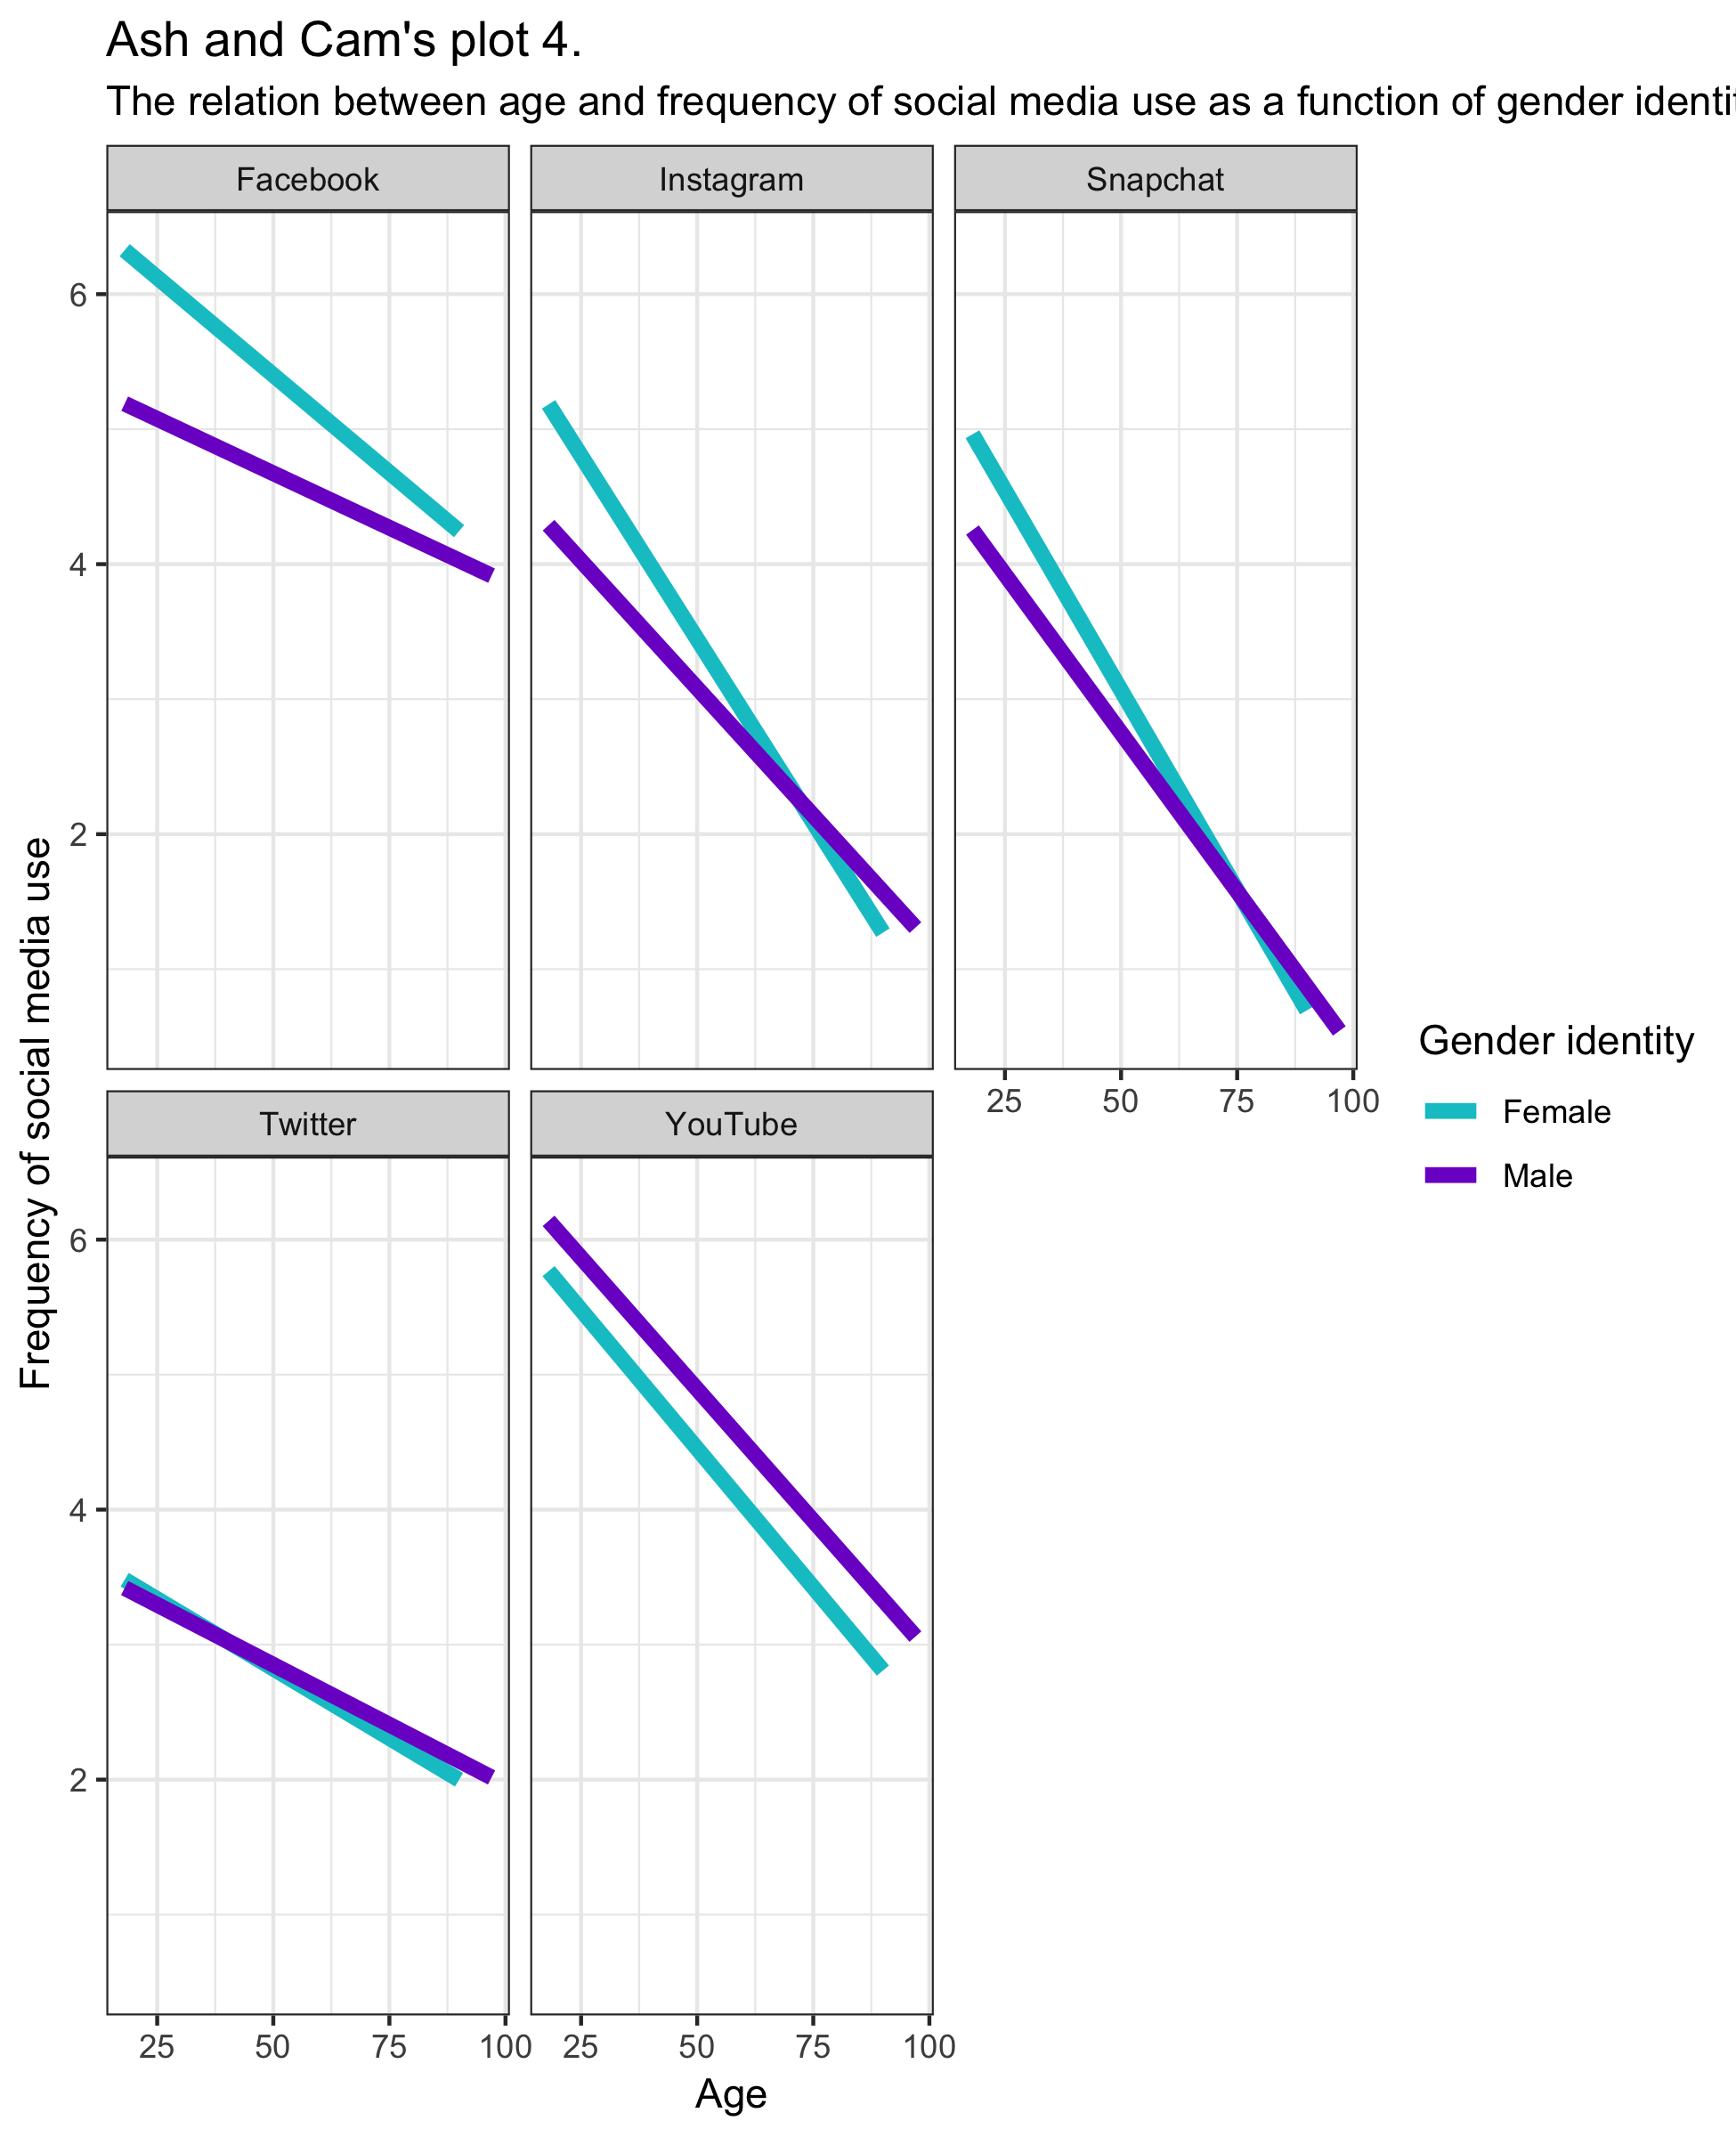 Ash and Cam's plot 4.
The relation between age and frequency of social media use as a function of gender
Facebook
Instagram
Snapchat
6
4
2
25 50 75 100
Frequency of social media use
Gender identity
Female
Male
Twitter
YouTube
6
4
2
25 50 75 100
25 50 75 100
Age